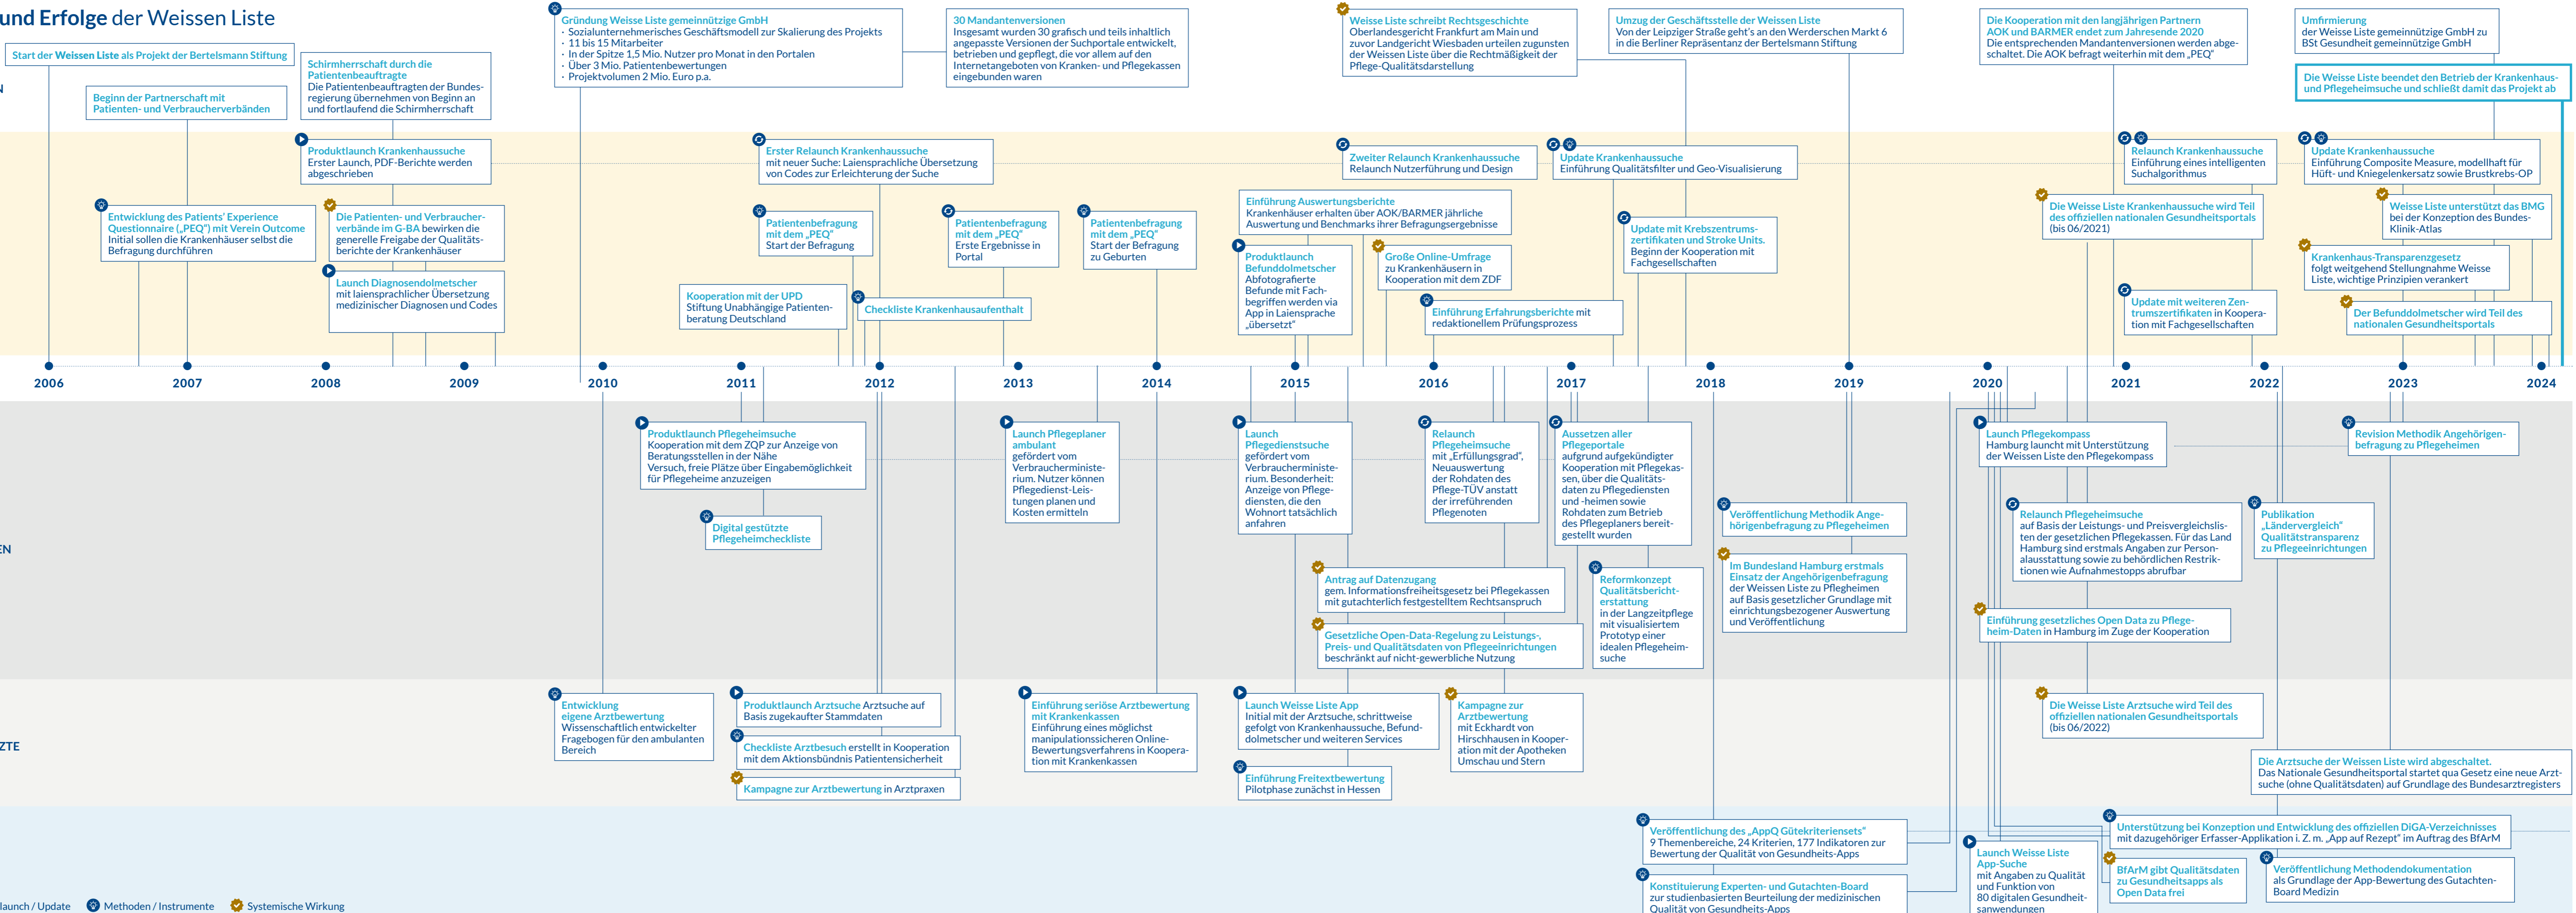 und Erfolge der Weissen Liste
Start der Weissen Liste als Projekt der Bertelsmann Stiftung
Beginn der Partnerschaft mit
Patienten- und Verbraucherverbänden
Schirmherrschaft durch die
Patientenbeauftragte
Die Patientenbeauftragten der Bundes-
regierung übernehmen von Beginn an
und fortlaufend die Schirmherrschaft
Gründung Weisse Liste gemeinnützige GmbH
· Sozialunternehmerisches Geschäftsmodell zur Skalierung des Projekts
· 11 bis 15 Mitarbeiter
· In der Spitze 1,5 Mio. Nutzer pro Monat in den Portalen
· Über 3 Mio. Patientenbewertungen
· Projektvolumen 2 Mio. Euro p.a.
30 Mandantenversionen
Insgesamt wurden 30 grafisch und teils inhaltlich
angepasste Versionen der Suchportale entwickelt,
betrieben und gepflegt, die vor allem auf den
Internetangeboten von Kranken- und Pflegekassen
eingebunden waren
Weisse Liste schreibt Rechtsgeschichte
Oberlandesgericht Frankfurt am Main und
zuvor Landgericht Wiesbaden urteilen zugunsten
der Weissen Liste über die Rechtmäßigkeit der
Pflege-Qualitätsdarstellung
Umzug der Geschäftsstelle der Weissen Liste
Von der Leipziger Straße geht's an den Werderschen Markt 6
in die Berliner Repräsentanz der Bertelsmann Stiftung
Die Kooperation mit den langjährigen Partnern
AOK und BARMER endet zum Jahresende 2020
Die entsprechenden Mandantenversionen werden abge-
schaltet. Die AOK befragt weiterhin mit dem „PEQ“
Umfirmierung
der Weisse Liste gemeinnützige GmbH zu
BSt Gesundheit gemeinnützige GmbH
Die Weisse Liste beendet den Betrieb der Krankenhaus-
und Pflegeheimsuche und schließt damit das Projekt ab
N
Produktlaunch Krankenhaussuche
Erster Launch, PDF-Berichte werden
abgeschrieben
Entwicklung des Patients' Experience
Questionnaire („PEQ“) mit Verein Outcome
Initial sollen die Krankenhäuser selbst die
Befragung durchführen
Die Patienten- und Verbraucher-
verbände im G-BA bewirken die
generelle Freigabe der Qualitäts-
berichte der Krankenhäuser
Launch Diagnosendolmetscher
mit laiensprachlicher Übersetzung
medizinischer Diagnosen und Codes
Erster Relaunch Krankenhaussuche
mit neuer Suche: Laiensprachliche Übersetzung
von Codes zur Erleichterung der Suche
Patientenbefragung
mit dem „PEQ“
Start der Befragung
Kooperation mit der UPD
Stiftung Unabhängige Patienten-
beratung Deutschland
Checkliste Krankenhausaufenthalt
Patientenbefragung
mit dem „PEQ“
Erste Ergebnisse in
Portal
Patientenbefragung
mit dem „PEQ“
Start der Befragung
zu Geburten
Zweiter Relaunch Krankenhaussuche
Relaunch Nutzerführung und Design
Einführung Auswertungsberichte
Krankenhäuser erhalten über AOK/BARMER jährliche
Auswertung und Benchmarks ihrer Befragungsergebnisse
Produktlaunch
Befunddolmetscher
Abfotografierte
Befunde mit Fach-
begriffen werden via
App in Laiensprache
„übersetzt“
Große Online-Umfrage
zu Krankenhäusern in
Kooperation mit dem ZDF
Einführung Erfahrungsberichte mit
redaktionellem Prüfungsprozess
Update Krankenhaussuche
Einführung Qualitätsfilter und Geo-Visualisierung
Update mit Krebszentrums-
zertifikaten und Stroke Units.
Beginn der Kooperation mit
Fachgesellschaften
Relaunch Krankenhaussuche
Einführung eines intelligenten
Suchalgorithmus
Die Weisse Liste Krankenhaussuche wird Teil
des offiziellen nationalen Gesundheitsportals
(bis 06/2021)
Update mit weiteren Zen-
trumszertifikaten in Koopera-
tion mit Fachgesellschaften
Update Krankenhaussuche
Einführung Composite Measure, modellhaft für
Hüft- und Kniegelenkersatz sowie Brustkrebs-OP
Weisse Liste unterstützt das BMG
bei der Konzeption des Bundes-
Klinik-Atlas
Krankenhaus-Transparenzgesetz
folgt weitgehend Stellungnahme Weisse
Liste, wichtige Prinzipien verankert
Der Befunddolmetscher wird Teil des
nationalen Gesundheitsportals
2006 2007 2008 2009 2010 2011 2012 2013 2014 2015 2016 2017 2018 2019 2020 2021 2022 2023 2024
EN
Produktlaunch Pflegeheimsuche
Kooperation mit dem ZQP zur Anzeige von
Beratungsstellen in der Nähe
Versuch, freie Plätze über Eingabemöglichkeit
für Pflegeheime anzuzeigen
Digital gestützte
Pflegeheimcheckliste
Launch Pflegeplaner
ambulant
gefördert vom
Verbraucherministe-
rium. Nutzer können
Pflegedienst-Leis-
tungen planen und
Kosten ermitteln
Launch
Pflegedienstsuche
gefördert vom
Verbraucherministe-
rium. Besonderheit:
Anzeige von Pflege-
diensten, die den
Wohnort tatsächlich
anfahren
Relaunch
Pflegeheimsuche
mit „Erfüllungsgrad“,
Neuauswertung
der Rohdaten des
Pflege-TÜV anstatt
der irreführenden
Pflegenoten
Aussetzen aller
Pflegeportale
aufgrund aufgekündigter
Kooperation mit Pflegekas-
sen, über die Qualitäts-
daten zu Pflegediensten
und -heimen sowie
Rohdaten zum Betrieb
des Pflegeplaners bereit-
gestellt wurden
Antrag auf Datenzugang
gem. Informationsfreiheitsgesetz bei Pflegekassen
mit gutachterlich festgestelltem Rechtsanspruch
Gesetzliche Open-Data-Regelung zu Leistungs-,
Preis- und Qualitätsdaten von Pflegeeinrichtungen
beschränkt auf nicht-gewerbliche Nutzung
Reformkonzept
Qualitätsbericht-
erstattung
in der Langzeitpflege
mit visualisiertem
Prototyp einer
idealen Pflegeheim-
suche
Veröffentlichung Methodik Ange-
hörigenbefragung zu Pflegeheimen
Im Bundesland Hamburg erstmals
Einsatz der Angehörigenbefragung
der Weissen Liste zu Pflegheimen
auf Basis gesetzlicher Grundlage mit
einrichtungsbezogener Auswertung
und Veröffentlichung
Launch Pflegekompass
Hamburg launcht mit Unterstützung
der Weissen Liste den Pflegekompass
Relaunch Pflegeheimsuche
auf Basis der Leistungs- und Preisvergleichslis-
ten der gesetzlichen Pflegekassen. Für das Land
Hamburg sind erstmals Angaben zur Person-
alausstattung sowie zu behördlichen Restrik-
tionen wie Aufnahmestopps abrufbar
Einführung gesetzliches Open Data zu Pflege-
heim-Daten in Hamburg im Zuge der Kooperation
Publikation
„Ländervergleich“
Qualitätstransparenz
zu Pflegeeinrichtungen
Revision Methodik Angehörigen-
befragung zu Pflegeheimen
ZTE
Entwicklung
eigene Arztbewertung
Wissenschaftlich entwickelter
Fragebogen für den ambulanten
Bereich
Produktlaunch Arztsuche Arztsuche auf
Basis zugekaufter Stammdaten
Checkliste Arztbesuch erstellt in Kooperation
mit dem Aktionsbündnis Patientensicherheit
Kampagne zur Arztbewertung in Arztpraxen
Einführung seriöse Arztbewertung
mit Krankenkassen
Einführung eines möglichst
manipulationssicheren Online-
Bewertungsverfahrens in Koopera-
tion mit Krankenkassen
Launch Weisse Liste App
Initial mit der Arztsuche, schrittweise
gefolgt von Krankenhaussuche, Befund-
dolmetscher und weiteren Services
Einführung Freitextbewertung
Pilotphase zunächst in Hessen
Kampagne zur
Arztbewertung
mit Eckhardt von
Hirschhausen in Kooper-
ation mit der Apotheken
Umschau und Stern
Die Weisse Liste Arztsuche wird Teil des
offiziellen nationalen Gesundheitsportals
(bis 06/2022)
Die Arztsuche der Weissen Liste wird abgeschaltet.
Das Nationale Gesundheitsportal startet qua Gesetz eine neue Arzt-
suche (ohne Qualitätsdaten) auf Grundlage des Bundesarztregisters
Veröffentlichung des „AppQ Gütekriteriensets“
9 Themenbereiche, 24 Kriterien, 177 Indikatoren zur
Bewertung der Qualität von Gesundheits-Apps
Konstituierung Experten- und Gutachten-Board
zur studienbasierten Beurteilung der medizinischen
Qualität von Gesundheits-Apps
Launch Weisse Liste
App-Suche
mit Angaben zu Qualität
und Funktion von
80 digitalen Gesundheit-
sanwendungen
Unterstützung bei Konzeption und Entwicklung des offiziellen DiGA-Verzeichnisses
mit dazugehöriger Erfasser-Applikation i. Z. m. „App auf Rezept“ im Auftrag des BfArM
BfArM gibt Qualitätsdaten
zu Gesundheitsapps als
Open Data frei
Veröffentlichung Methodendokumentation
als Grundlage der App-Bewertung des Gutachten-
Board Medizin
launch / Update Methoden / Instrumente Systemische Wirkung